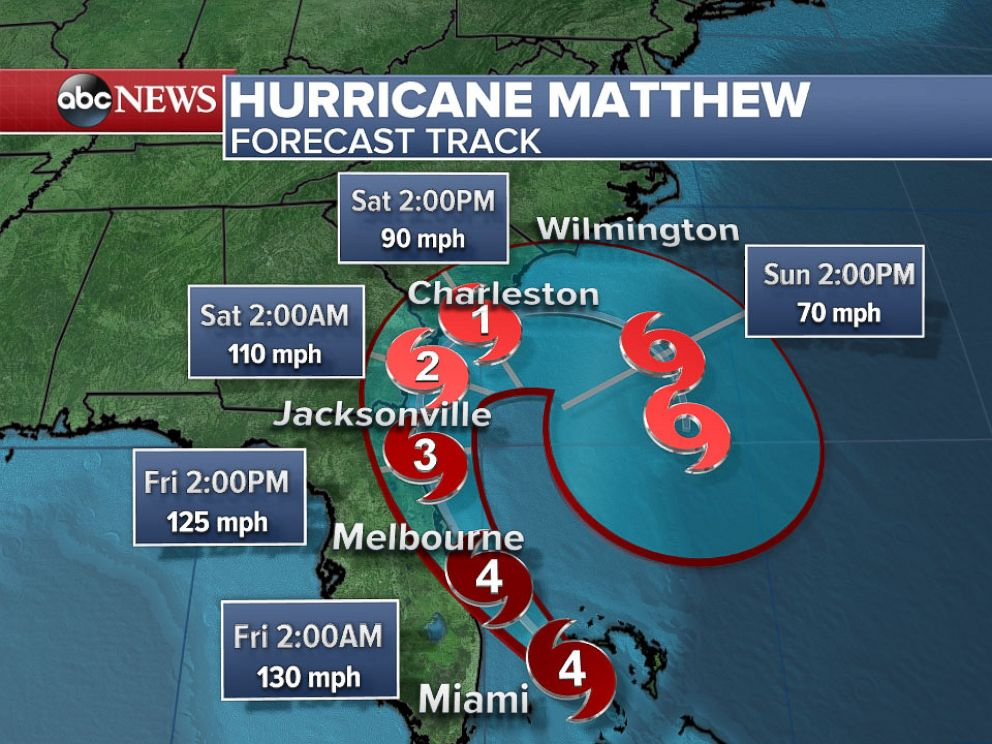 abc NEWS
HURRICANE MATTHEW
FORECAST TRACK
Sat 2:00PM
90 mph
Wilmington
Sun 2:00PM
70 mph
Charleston
1
Sat 2:00AM
110 mph
2
Jacksonville
3
Fri 2:00PM
125 mph
Melbourne
4
Fri 2:00AM
130 mph
4
Miami